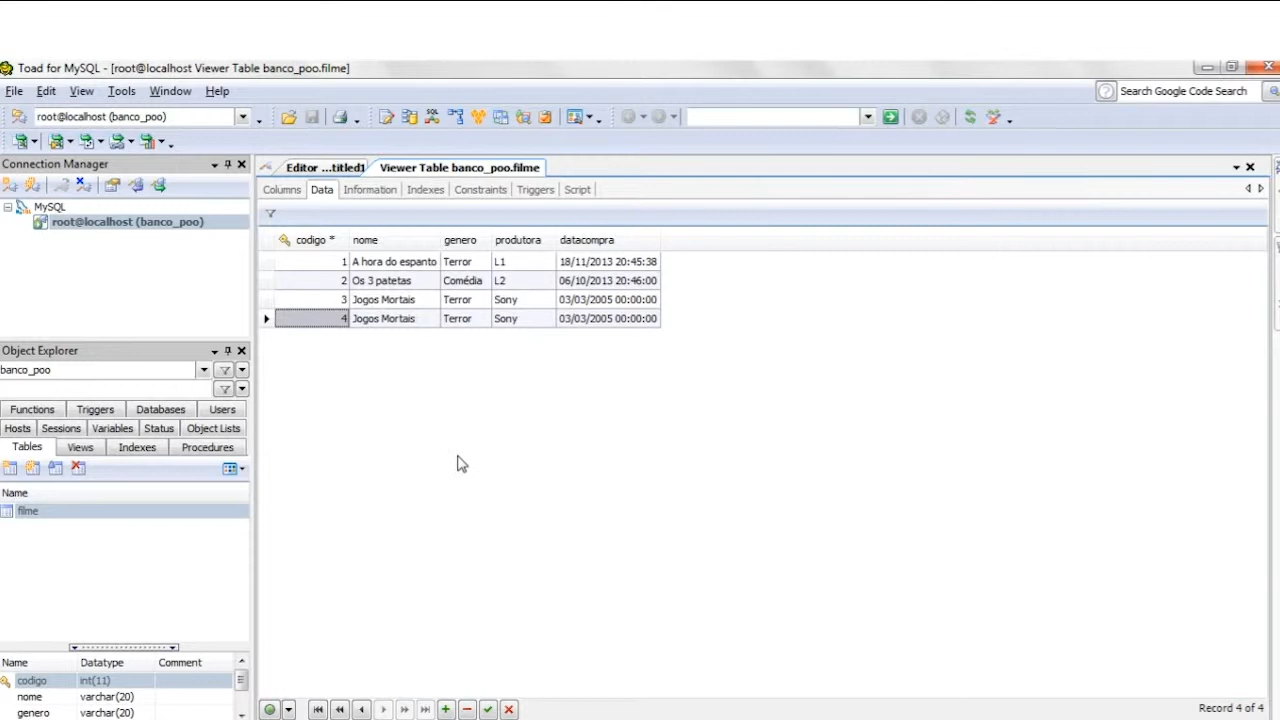 Toad for MySQL - [root@localhost Viewer Table banco_poo.filme]
File Edit View Tools Window Help
Search Google Code Search
root@localhost (banco_poo)
Connection Manager
Editor ...titled1
Viewer Table banco_poo.filme
Columns Data Information Indexes Constraints Triggers Script
MySQL
root@localhost (banco_poo)
codigo * nome genero produtora datacompra
1 A hora do espanto Terror L1 18/11/2013 20:45:38
2 Os 3 patetas Comédia L2 06/10/2013 20:46:00
3 Jogos Mortais Terror Sony 03/03/2005 00:00:00
4 Jogos Mortais Terror Sony 03/03/2005 00:00:00
Object Explorer
banco_poo
Functions Triggers Databases Users
Hosts Sessions Variables Status Object Lists
Tables Views Indexes Procedures
Name
filme
Name Datatype Comment
codigo int(11)
nome varchar(20)
genero varchar(20)
Record 4 of 4